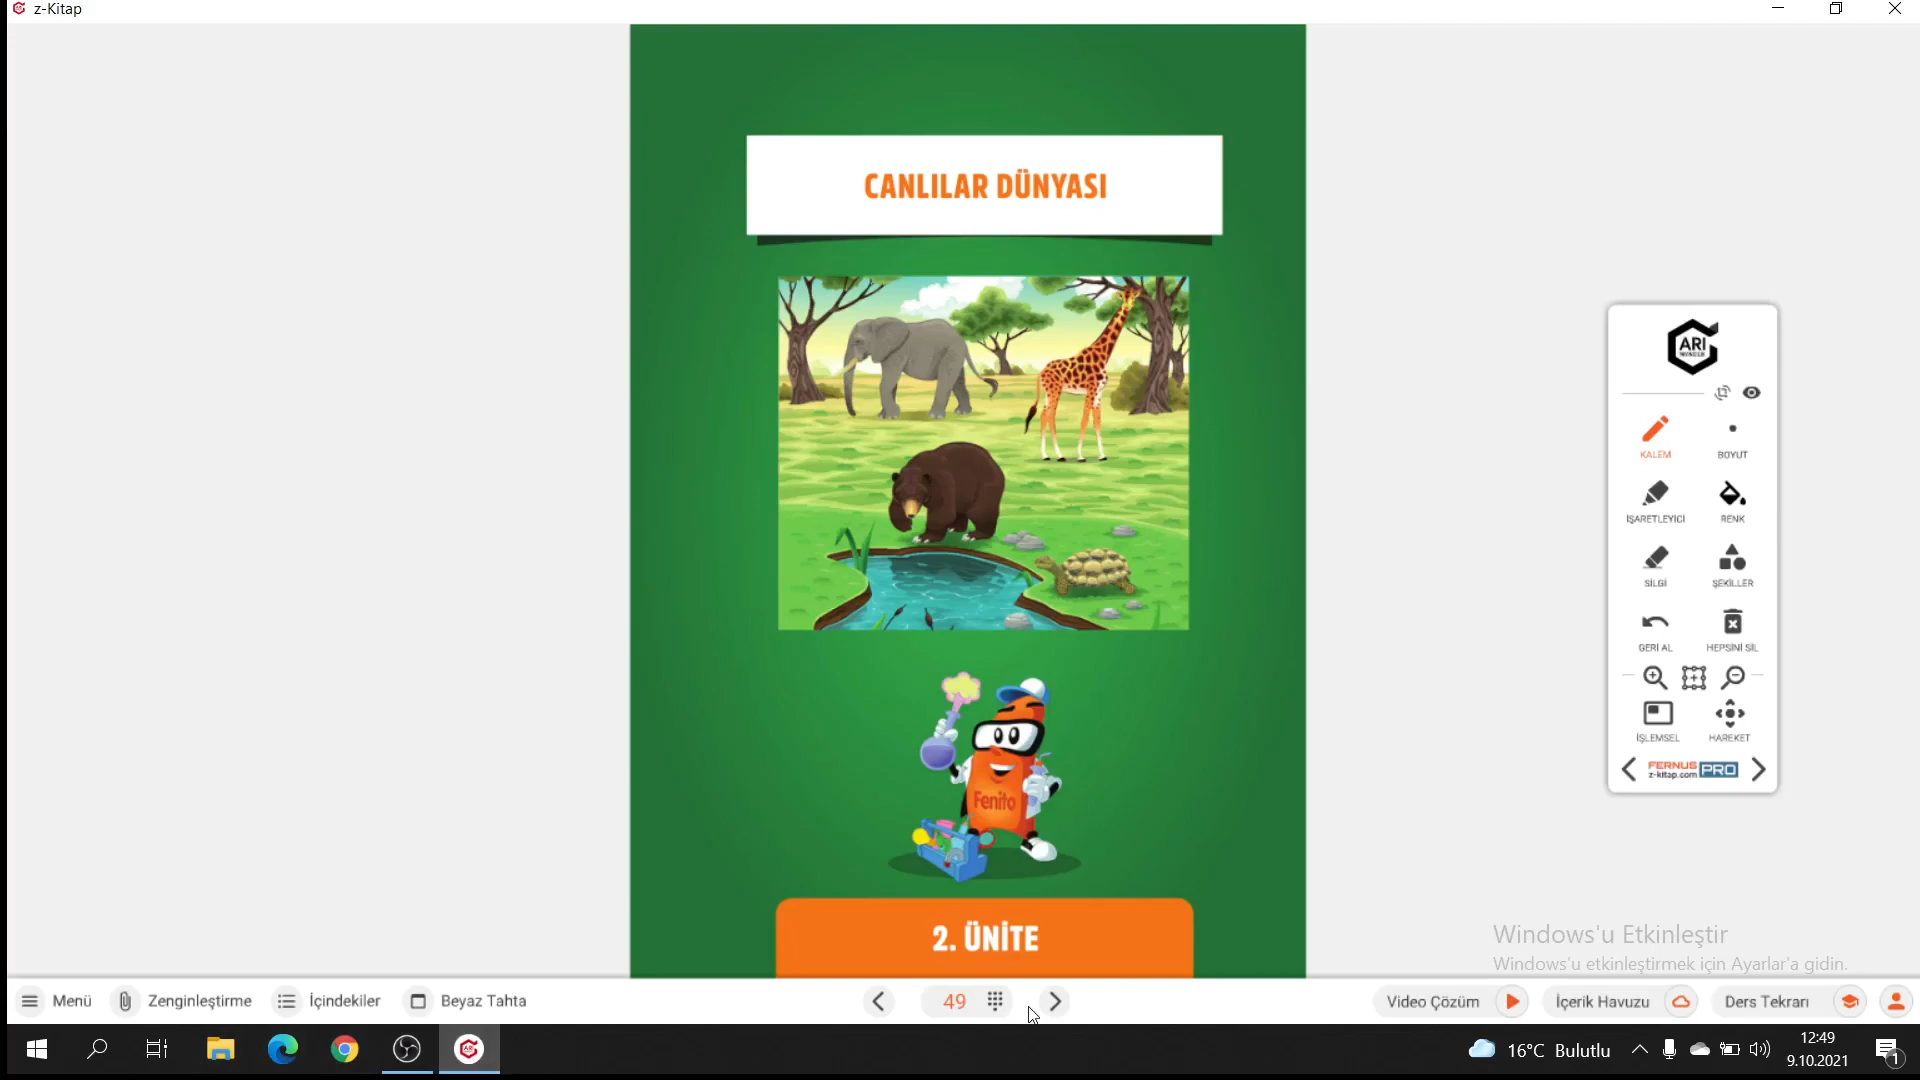 z-Kitap
CANLILAR DÜNYASI
ARI
KALEM
BOYUT
İŞARETLEYİCİ
RENK
SİLGİ
ŞEKİLLER
GERİ AL
HEPSİNİ SİL
İŞLEMSEL
HAREKET
FERNUS
z-kitap.com
PRO
Fenito
2. ÜNİTE
Windows'u Etkinleştir
Windows'u etkinleştirmek için Ayarlar'a gidin.
Menü
Zenginleştirme
İçindekiler
Beyaz Tahta
49
Video Çözüm
İçerik Havuzu
Ders Tekrarı
16°C Bulutlu
12:49
9.10.2021
1